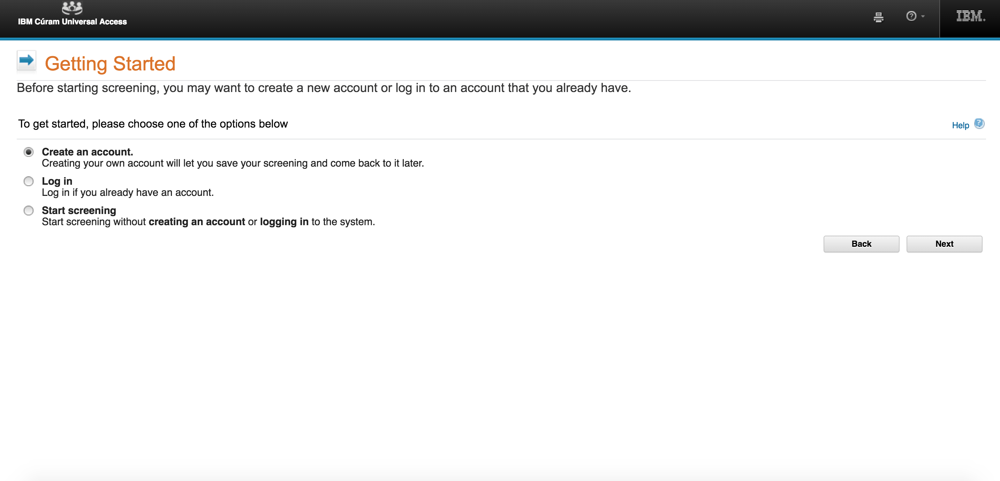 IBM Cúram Universal Access
IBM
Getting Started
Before starting screening, you may want to create a new account or log in to an account that you already have.
To get started, please choose one of the options below
Help
Create an account.
Creating your own account will let you save your screening and come back to it later.
Log in
Log in if you already have an account.
Start screening
Start screening without creating an account or logging in to the system.
Back
Next